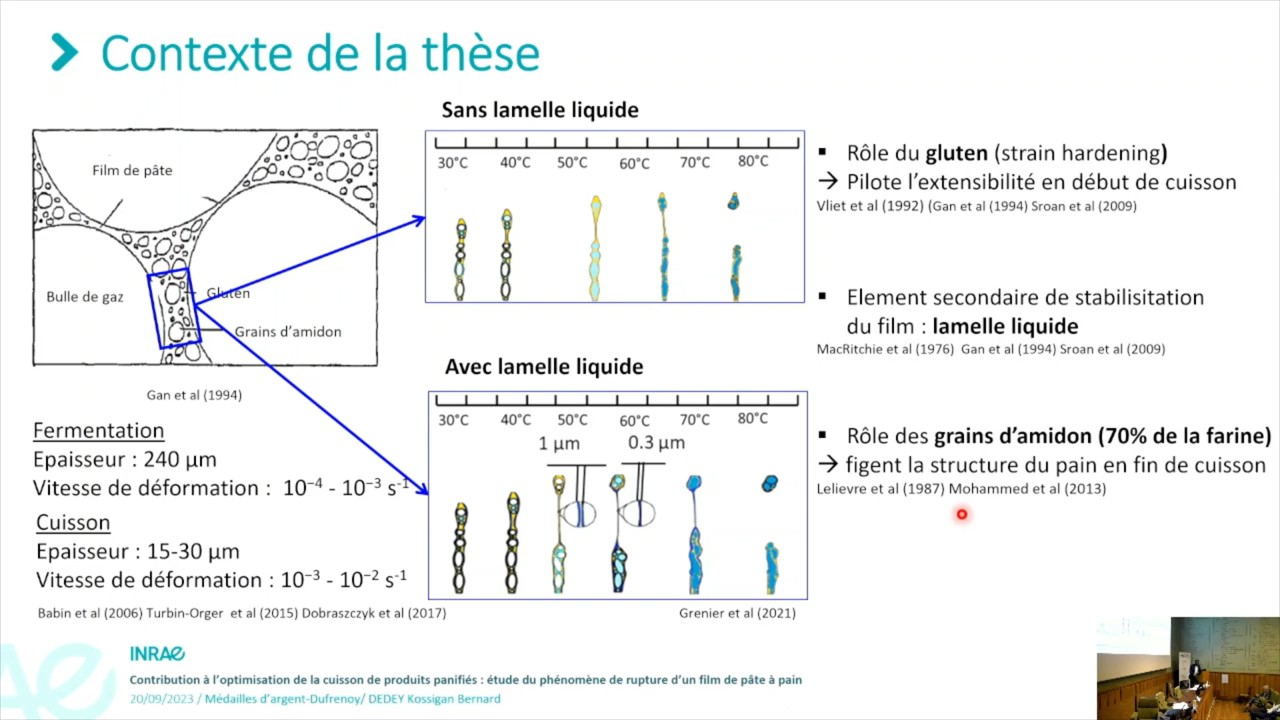 Contexte de la thèse
Film de pâte
Bulle de gaz
Gluten
Grains d'amidon
Gan et al (1994)
Fermentation
Epaisseur : 240 µm
Vitesse de déformation : 10⁻⁴ - 10⁻³ s⁻¹
Cuisson
Epaisseur : 15-30 µm
Vitesse de déformation : 10⁻³ - 10⁻² s⁻¹
Babin et al (2006) Turbin-Orger et al (2015) Dobraszczyk et al (2017)
Sans lamelle liquide
30°C 40°C 50°C 60°C 70°C 80°C
Avec lamelle liquide
30°C 40°C 50°C 60°C 70°C 80°C
1 µm 0.3 µm
Grenier et al (2021)
▪ Rôle du gluten (strain hardening)
→ Pilote l'extensibilité en début de cuisson
Vliet et al (1992) (Gan et al (1994) Sroan et al (2009)
▪ Element secondaire de stabilisitation
du film : lamelle liquide
MacRitchie et al (1976) Gan et al (1994) Sroan et al (2009)
▪ Rôle des grains d'amidon (70% de la farine)
→ figent la structure du pain en fin de cuisson
Lelievre et al (1987) Mohammed et al (2013)
INRAE
Contribution à l'optimisation de la cuisson de produits panifiés : étude du phénomène de rupture d'un film de pâte à pain
20/09/2023 / Médailles d'argent-Dufrenoy/ DEDEY Kossigan Bernard